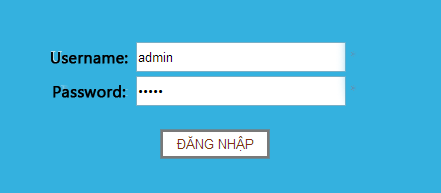 Username: admin
Password: •••••
ĐĂNG NHẬP